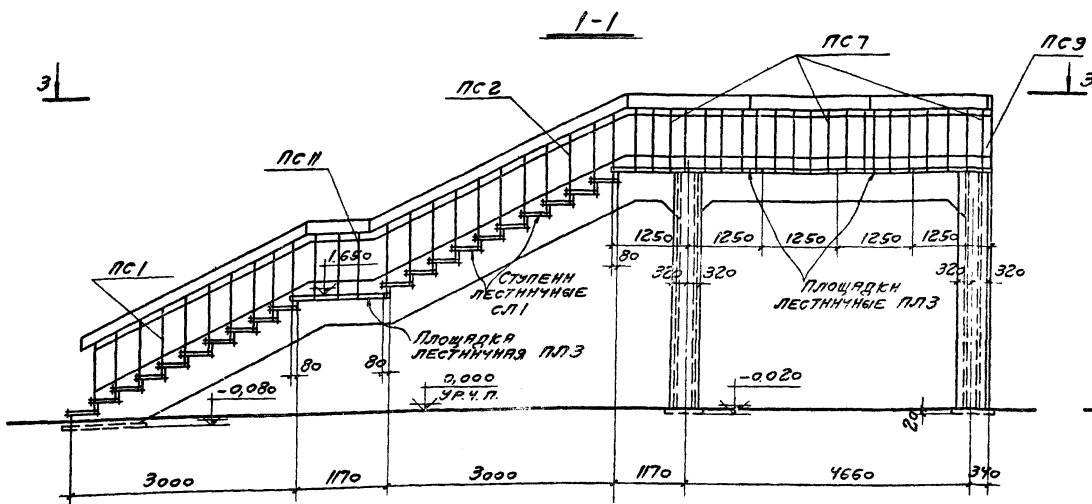 1-1
3
3
ПС7
ПС9
ПС2
ПС11
ПС1
1.650
Ступени
лестничные
СЛ1
Площадка
лестничная ПЛ3
Площадки
лестничные ПЛ3
1250
1250
1250
1250
1250
80
320
320
320
320
80
80
-0,080
0,000
УР.Ч.П.
-0,020
20
3000
1170
3000
1170
4660
340